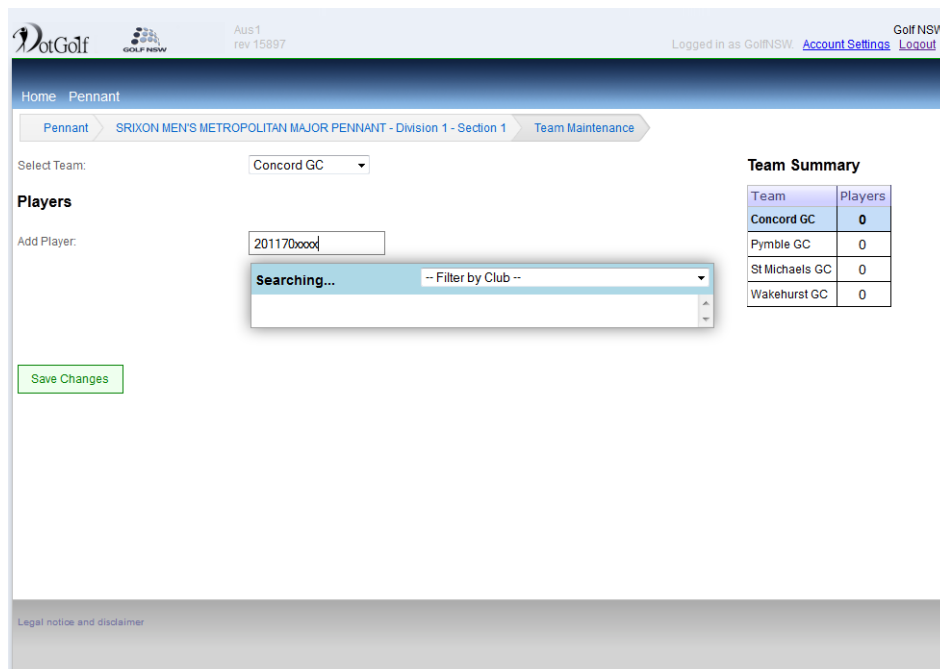 DotGolf
GOLF NSW
Aus1
rev 15897
Golf NSW
Logged in as GolfNSW. Account Settings Logout
Home Pennant
Pennant SRIXON MEN'S METROPOLITAN MAJOR PENNANT - Division 1 - Section 1 Team Maintenance
Select Team: Concord GC
Players
Add Player: 201170xxxx
Searching... -- Filter by Club --
Save Changes
Team Summary
Team Players
Concord GC 0
Pymble GC 0
St Michaels GC 0
Wakehurst GC 0
Legal notice and disclaimer